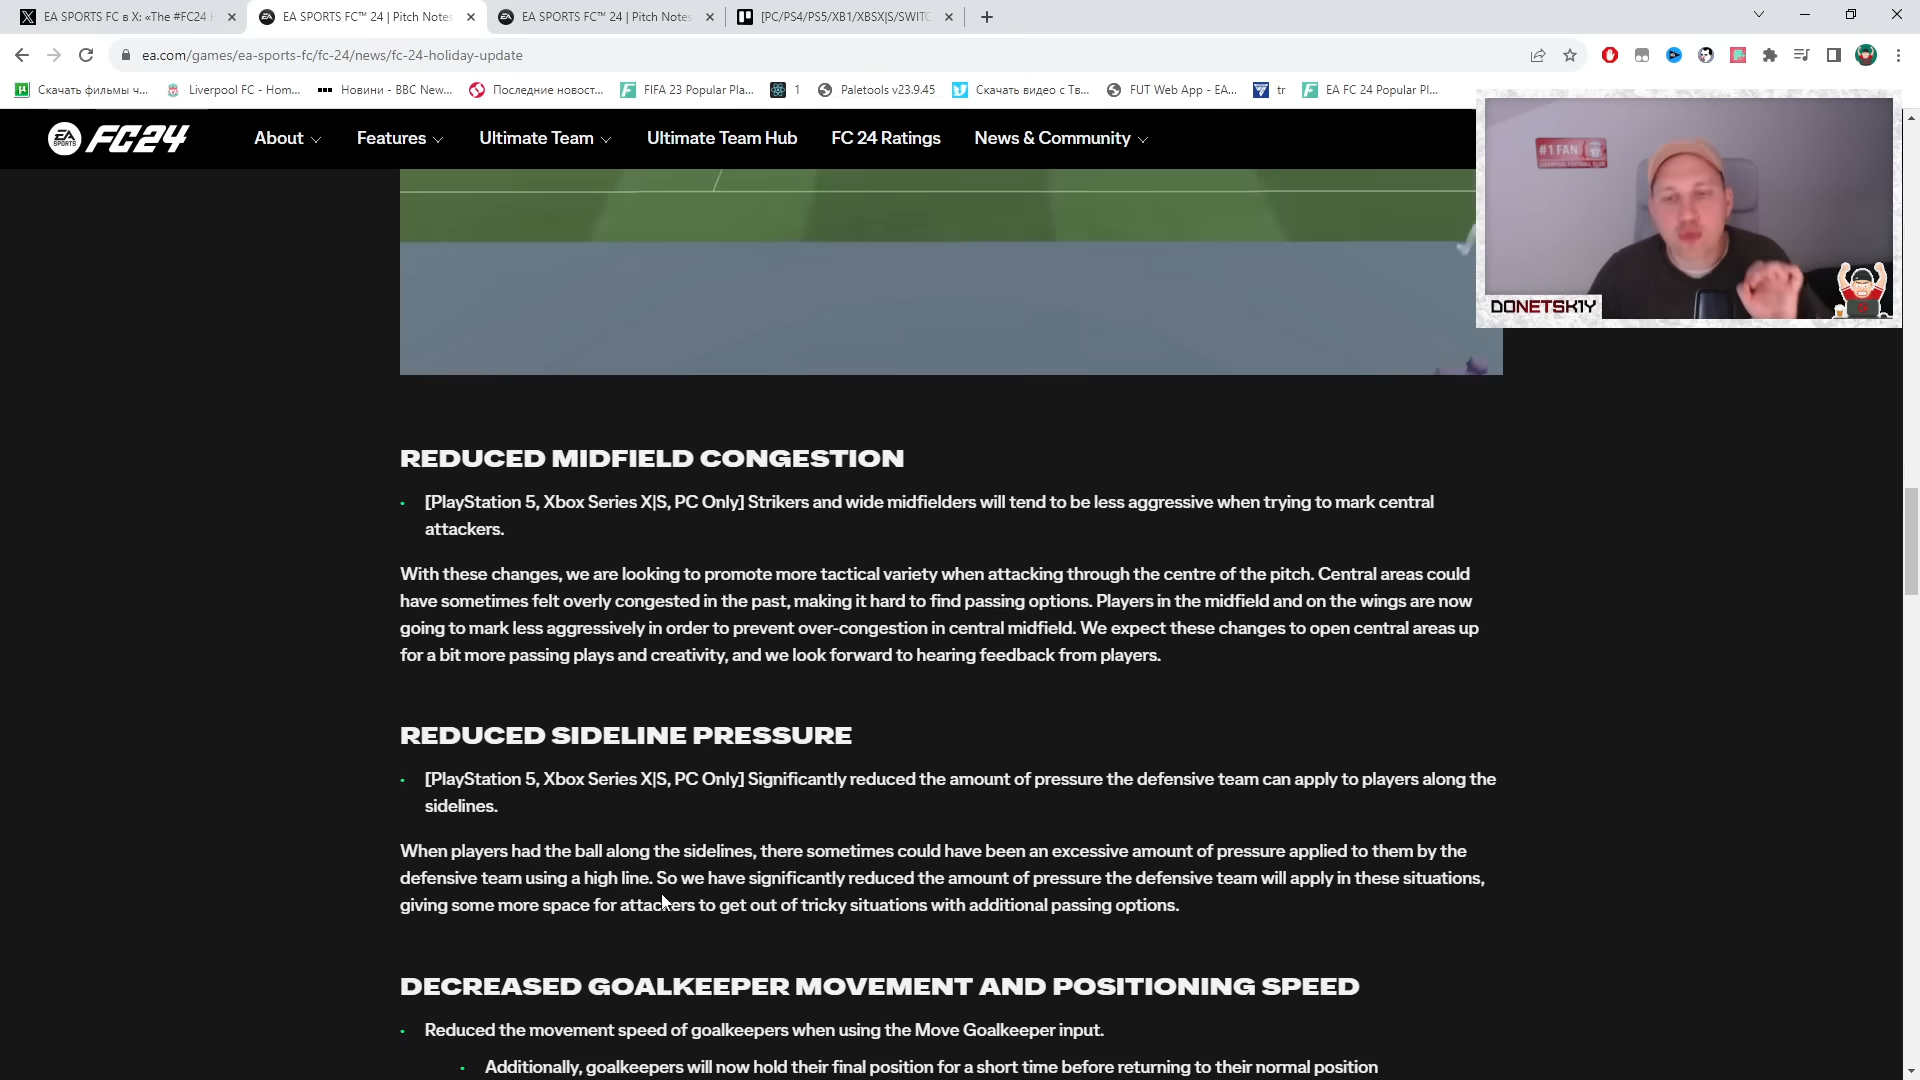 EA SPORTS FC в X: «The #FC24 H
EA SPORTS FC™ 24 | Pitch Notes
EA SPORTS FC™ 24 | Pitch Notes
[PC/PS4/PS5/XB1/XBSX|S/SWITC
ea.com/games/ea-sports-fc/fc-24/news/fc-24-holiday-update
Скачать фильмы ч...
Liverpool FC - Hom...
Новини - BBC New...
Последние новост...
FIFA 23 Popular Pla...
1
Paletools v23.9.45
Скачать видео с Тв...
FUT Web App - EA...
tr
EA FC 24 Popular Pl...
EA SPORTS FC24
About
Features
Ultimate Team
Ultimate Team Hub
FC 24 Ratings
News & Community
#1 FAN
LIVERPOOL FOOTBALL CLUB
DONETSK1Y
REDUCED MIDFIELD CONGESTION
[PlayStation 5, Xbox Series X|S, PC Only] Strikers and wide midfielders will tend to be less aggressive when trying to mark central
attackers.
With these changes, we are looking to promote more tactical variety when attacking through the centre of the pitch. Central areas could
have sometimes felt overly congested in the past, making it hard to find passing options. Players in the midfield and on the wings are now
going to mark less aggressively in order to prevent over-congestion in central midfield. We expect these changes to open central areas up
for a bit more passing plays and creativity, and we look forward to hearing feedback from players.
REDUCED SIDELINE PRESSURE
[PlayStation 5, Xbox Series X|S, PC Only] Significantly reduced the amount of pressure the defensive team can apply to players along the
sidelines.
When players had the ball along the sidelines, there sometimes could have been an excessive amount of pressure applied to them by the
defensive team using a high line. So we have significantly reduced the amount of pressure the defensive team will apply in these situations,
giving some more space for attackers to get out of tricky situations with additional passing options.
DECREASED GOALKEEPER MOVEMENT AND POSITIONING SPEED
Reduced the movement speed of goalkeepers when using the Move Goalkeeper input.
Additionally, goalkeepers will now hold their final position for a short time before returning to their normal position